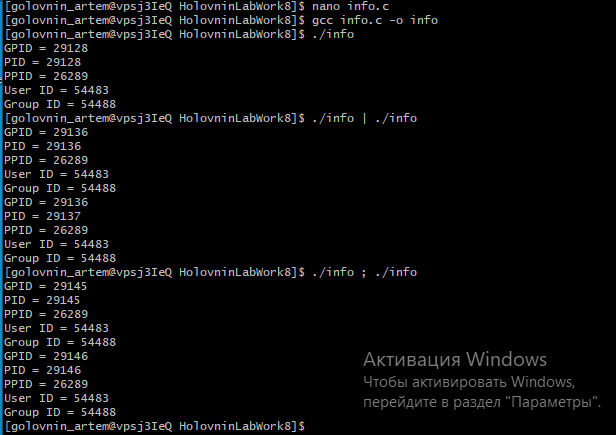 [golovnin_artem@vpsj3IeQ HolovninLabWork8]$ nano info.c
[golovnin_artem@vpsj3IeQ HolovninLabWork8]$ gcc info.c -o info
[golovnin_artem@vpsj3IeQ HolovninLabWork8]$ ./info
GPID = 29128
PID = 29128
PPID = 26289
User ID = 54483
Group ID = 54488
[golovnin_artem@vpsj3IeQ HolovninLabWork8]$ ./info | ./info
GPID = 29136
PID = 29136
PPID = 26289
User ID = 54483
Group ID = 54488
GPID = 29136
PID = 29137
PPID = 26289
User ID = 54483
Group ID = 54488
[golovnin_artem@vpsj3IeQ HolovninLabWork8]$ ./info ; ./info
GPID = 29145
PID = 29145
PPID = 26289
User ID = 54483
Group ID = 54488
GPID = 29146
PID = 29146
PPID = 26289
User ID = 54483
Group ID = 54488
[golovnin_artem@vpsj3IeQ HolovninLabWork8]$
Активация Windows
Чтобы активировать Windows,
перейдите в раздел "Параметры".